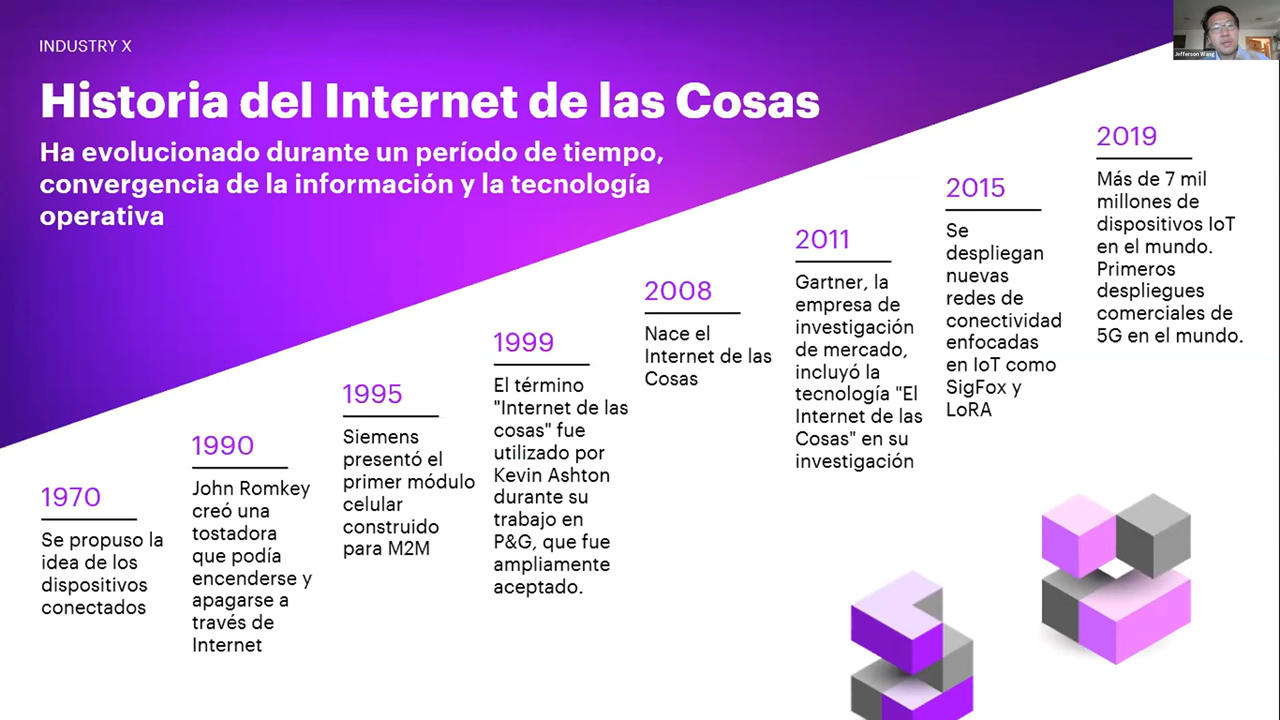 INDUSTRY X
Jefferson Wang
Historia del Internet de las Cosas
Ha evolucionado durante un período de tiempo,
convergencia de la información y la tecnología
operativa
1970
Se propuso la
idea de los
dispositivos
conectados
1990
John Romkey
creó una
tostadora
que podía
encenderse y
apagarse a
través de
Internet
1995
Siemens
presentó el
primer módulo
celular
construido
para M2M
1999
El término
"Internet de las
cosas" fue
utilizado por
Kevin Ashton
durante su
trabajo en
P&G, que fue
ampliamente
aceptado.
2008
Nace el
Internet de las
Cosas
2011
Gartner, la
empresa de
investigación
de mercado,
incluyó la
tecnología "El
Internet de las
Cosas" en su
investigación
2015
Se
despliegan
nuevas
redes de
conectividad
enfocadas
en IoT como
SigFox y
LoRA
2019
Más de 7 mil
millones de
dispositivos IoT
en el mundo.
Primeros
despliegues
comerciales de
5G en el mundo.